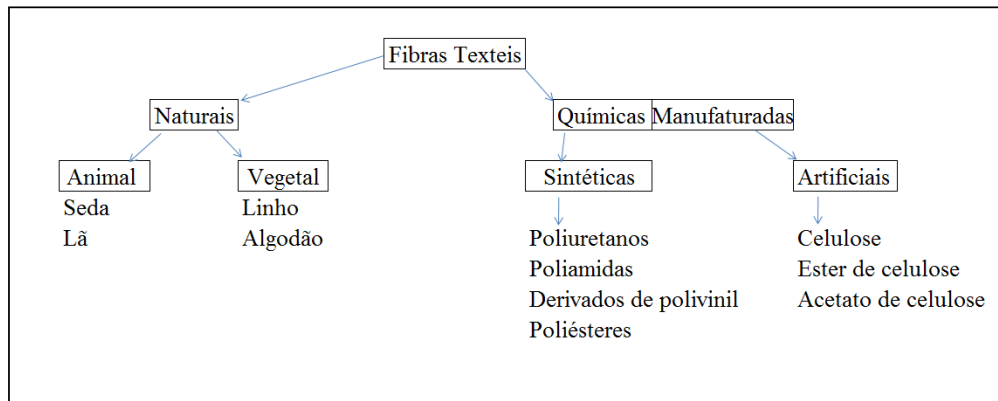 Fibras Texteis
Naturais
Químicas Manufaturadas
Animal
Vegetal
Sintéticas
Artificiais
Seda
Lã
Linho
Algodão
Poliuretanos
Poliamidas
Derivados de polivinil
Poliésteres
Celulose
Ester de celulose
Acetato de celulose